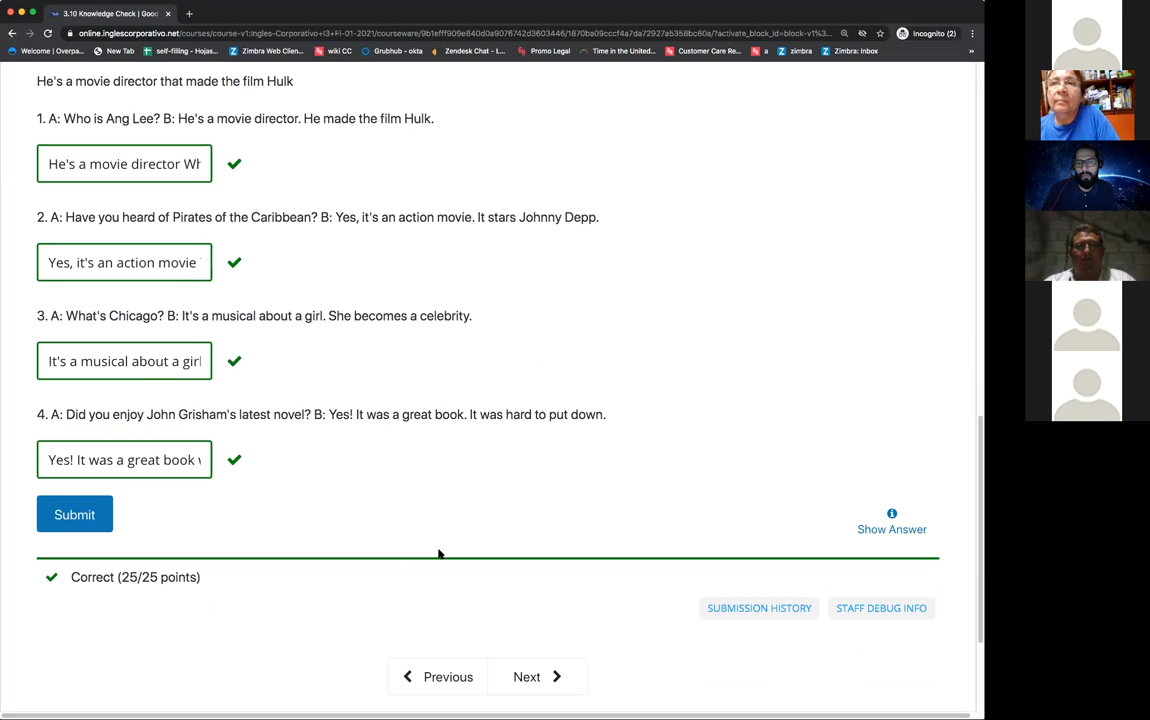 3.10 Knowledge Check | Good
online.inglescorporativo.net/courses/course-v1:Ingles-Corporativo+I3+FI-01-2021/courseware/9b1efff909e840d0a9076742d3603446/1870ba09cccf4a7da72927a5358bc80a/?activate_block_id=block-v1%3...
Incognito (2)
Welcome | Overpa... New Tab self-filling - Hojas... Zimbra Web Clien... wiki CC Grubhub - okta Zendesk Chat - L... Promo Legal Time in the United... Customer Care Re... a zimbra Zimbra: Inbox »
He's a movie director that made the film Hulk
1. A: Who is Ang Lee? B: He's a movie director. He made the film Hulk.
He's a movie director Wh
2. A: Have you heard of Pirates of the Caribbean? B: Yes, it's an action movie. It stars Johnny Depp.
Yes, it's an action movie
3. A: What's Chicago? B: It's a musical about a girl. She becomes a celebrity.
It's a musical about a girl
4. A: Did you enjoy John Grisham's latest novel? B: Yes! It was a great book. It was hard to put down.
Yes! It was a great book
Submit
Show Answer
Correct (25/25 points)
SUBMISSION HISTORY STAFF DEBUG INFO
Previous Next